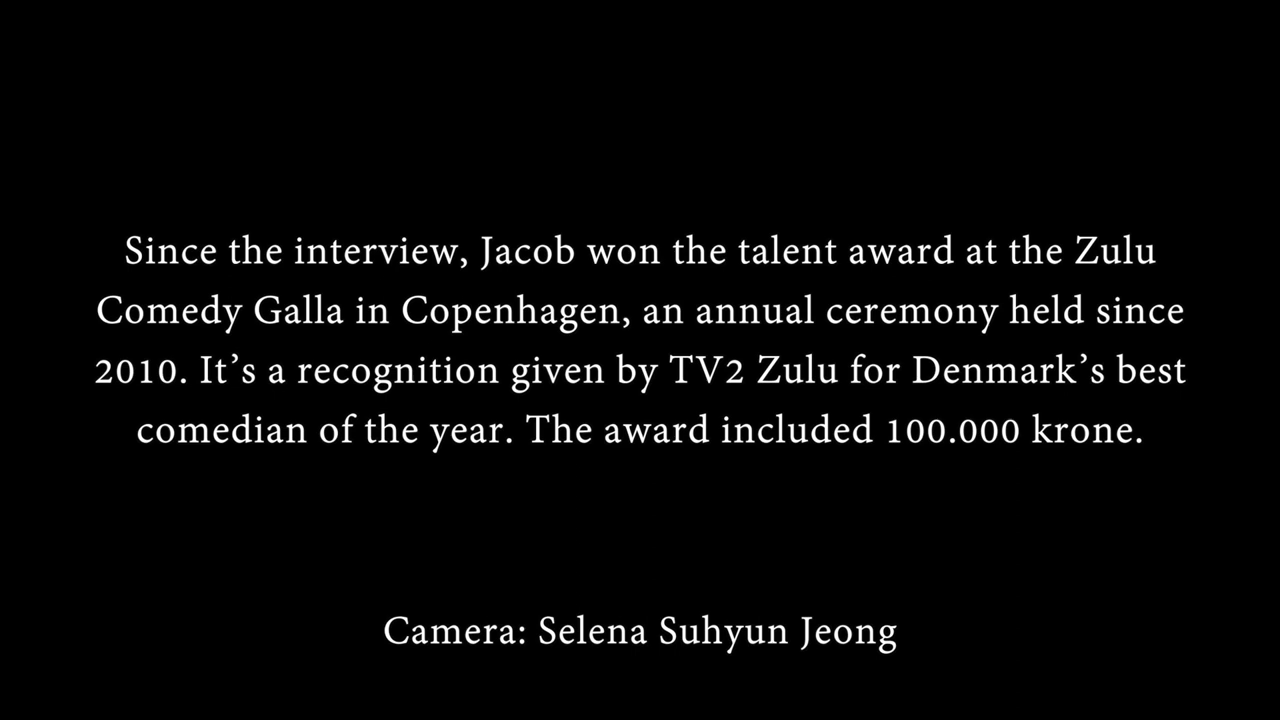 Since the interview, Jacob won the talent award at the Zulu
Comedy Galla in Copenhagen, an annual ceremony held since
2010. It’s a recognition given by TV2 Zulu for Denmark’s best
comedian of the year. The award included 100.000 krone.
Camera: Selena Suhyun Jeong